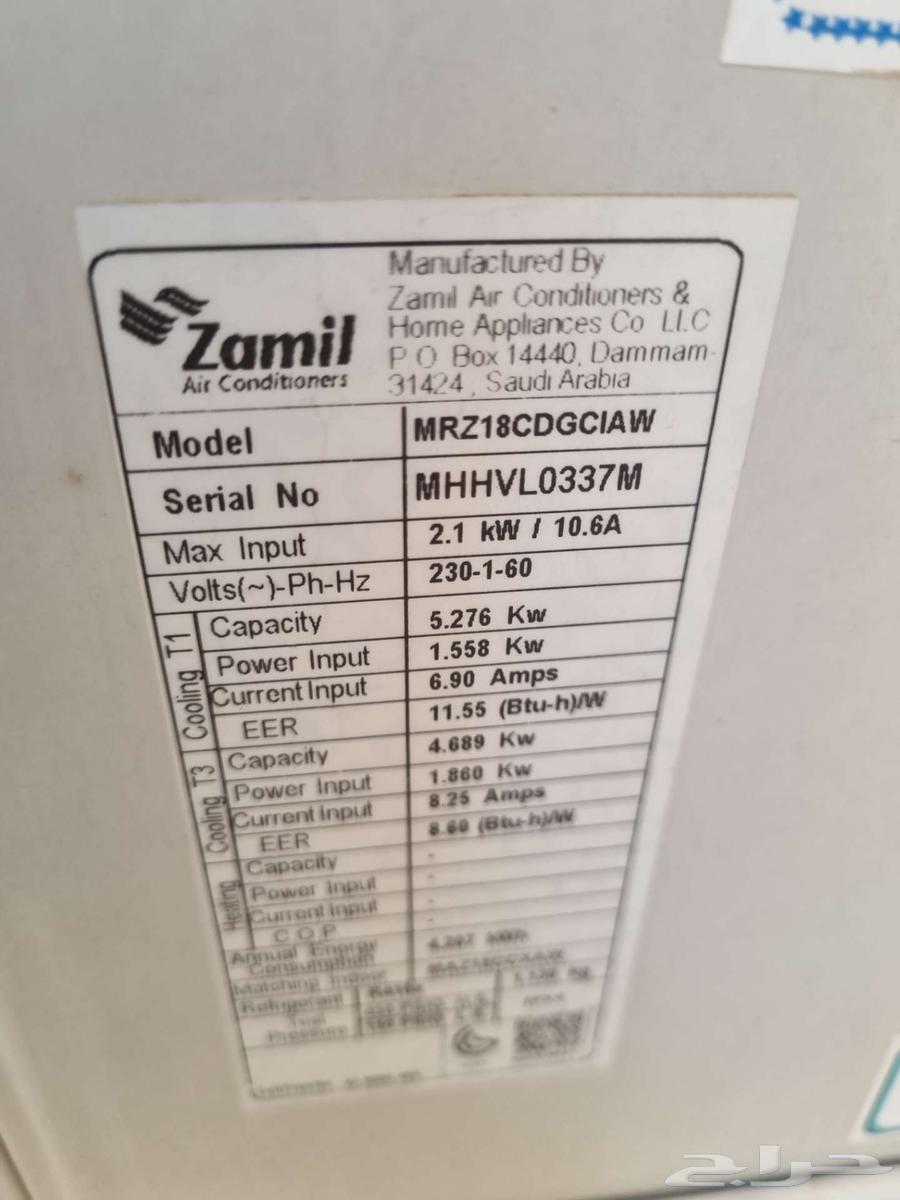 Zamil
Air Conditioners
Manufactured By
Zamil Air Conditioners &
Home Appliances Co LLC
P O Box 14440, Dammam-
31424, Saudi Arabia
Model MRZ18CDGCIAW
Serial No MHHVL0337M
Max Input 2.1 kW / 10.6A
Volts(~)-Ph-Hz 230-1-60
Cooling T1
Capacity 5.276 Kw
Power Input 1.558 Kw
Current Input 6.90 Amps
EER 11.55 (Btu-h)/W
Cooling T3
Capacity 4.689 Kw
Power Input 1.860 Kw
Current Input 8.25 Amps
EER 8.60 (Btu-h)/W
Heating
Capacity -
Power Input -
Current Input -
C O P -
Annual Energy
Consumption
Matching Indoor
Refrigerant
Pressure
حراج